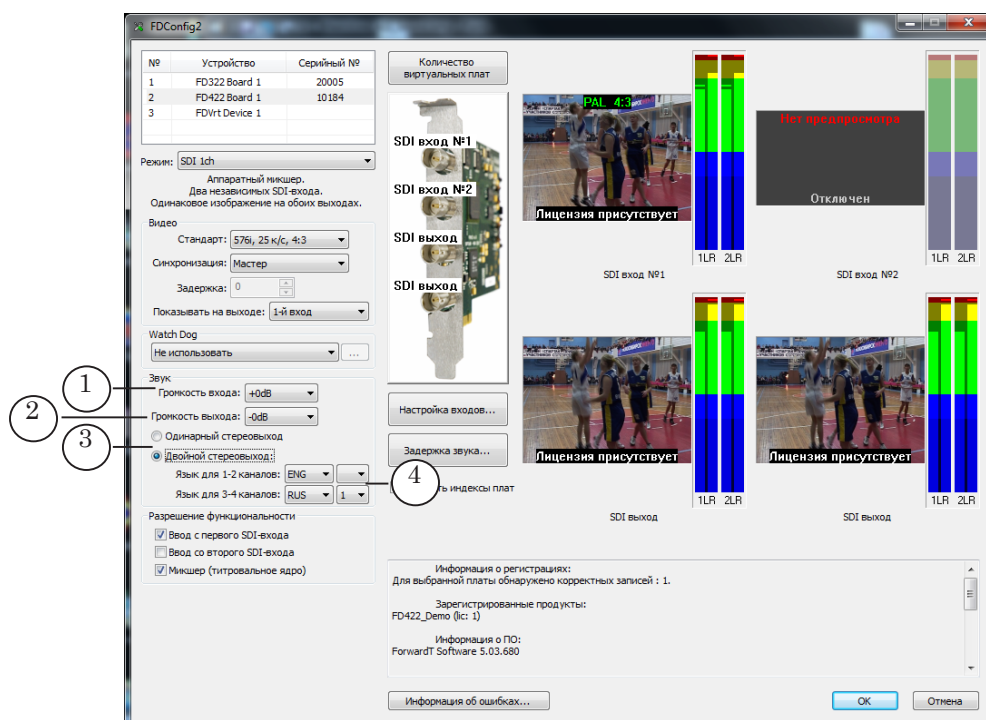 FDConfig2
№ Устройство Серийный №
1 FD322 Board 1 20005
2 FD422 Board 1 10184
3 FDVrt Device 1
Режим: SDI 1ch
Аппаратный микшер.
Два независимых SDI-входа.
Одинаковое изображение на обоих выходах.
Видео
Стандарт: 576i, 25 к/с, 4:3
Синхронизация: Мастер
Задержка: 0
Показывать на выходе: 1-й вход
Watch Dog
Не использовать ...
Звук
1
Громкость входа: +0dB
2
Громкость выхода: -0dB
3
Одинарный стереовыход
Двойной стереовыход:
Язык для 1-2 каналов: ENG
Язык для 3-4 каналов: RUS 1
4
Разрешение функциональности
Ввод с первого SDI-входа
Ввод со второго SDI-входа
Микшер (титровальное ядро)
Количество
виртуальных плат
SDI вход №1
SDI вход №2
SDI выход
SDI выход
Настройка входов...
Задержка звука...
ть индексы плат
PAL 4:3
Лицензия присутствует
1LR 2LR
SDI вход №1
Нет предпросмотра
Отключен
1LR 2LR
SDI вход №2
Лицензия присутствует
1LR 2LR
SDI выход
Лицензия присутствует
1LR 2LR
SDI выход
Информация о регистрациях:
Для выбранной платы обнаружено корректных записей : 1.
Зарегистрированные продукты:
FD422_Demo (lic: 1)
Информация о ПО:
ForwardT Software 5.03.680
Информация об ошибках...
OK
Отмена